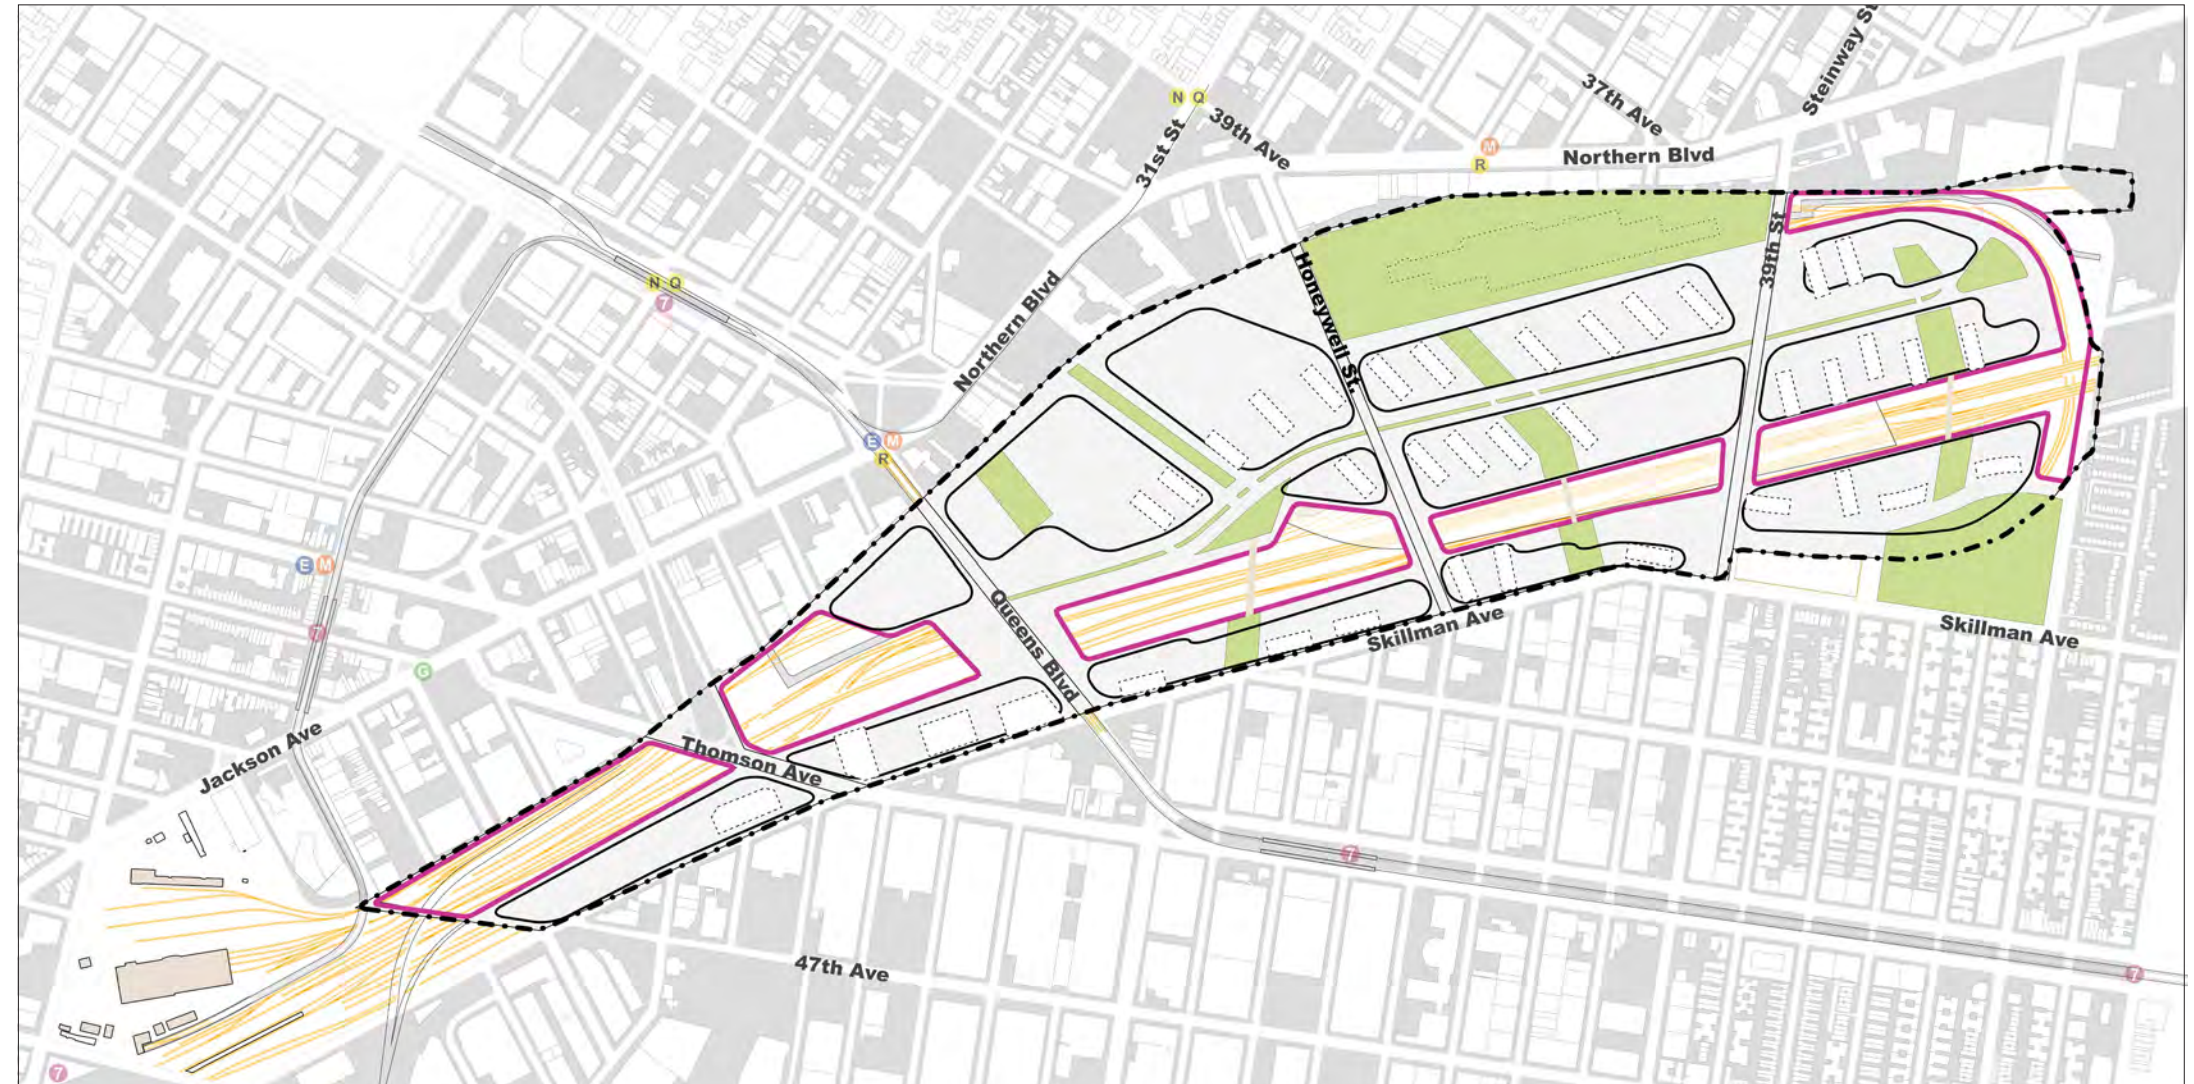 Steinway St
37th Ave
N Q
39th Ave
31st St
M
R
Northern Blvd
39th St
Honeywell St.
N Q
7
Northern Blvd
E M
R
E M
7
G
Queens Blvd
Skillman Ave
Skillman Ave
Jackson Ave
Thomson Ave
7
47th Ave
7
7